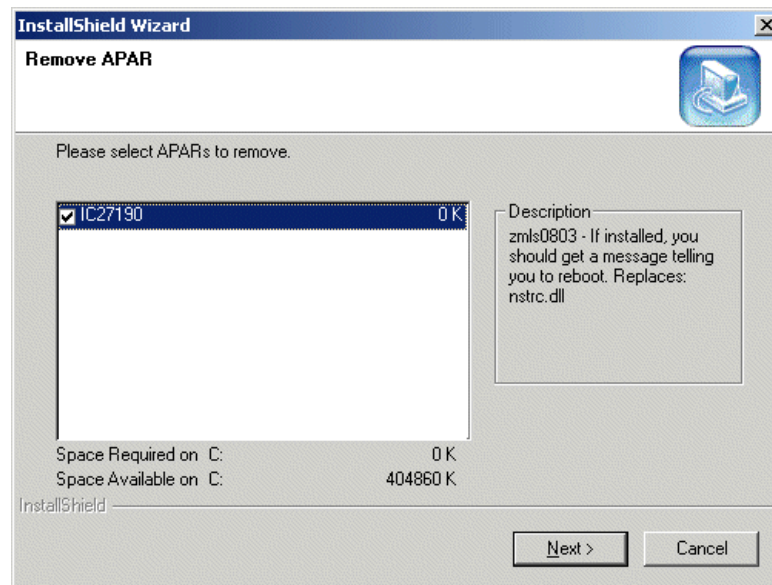 InstallShield Wizard
Remove APAR
Please select APARs to remove.
IC27190 0 K
Description
zmls0803 - If installed, you
should get a message telling
you to reboot. Replaces:
nstrc.dll
Space Required on C: 0 K
Space Available on C: 404860 K
InstallShield
Next >
Cancel